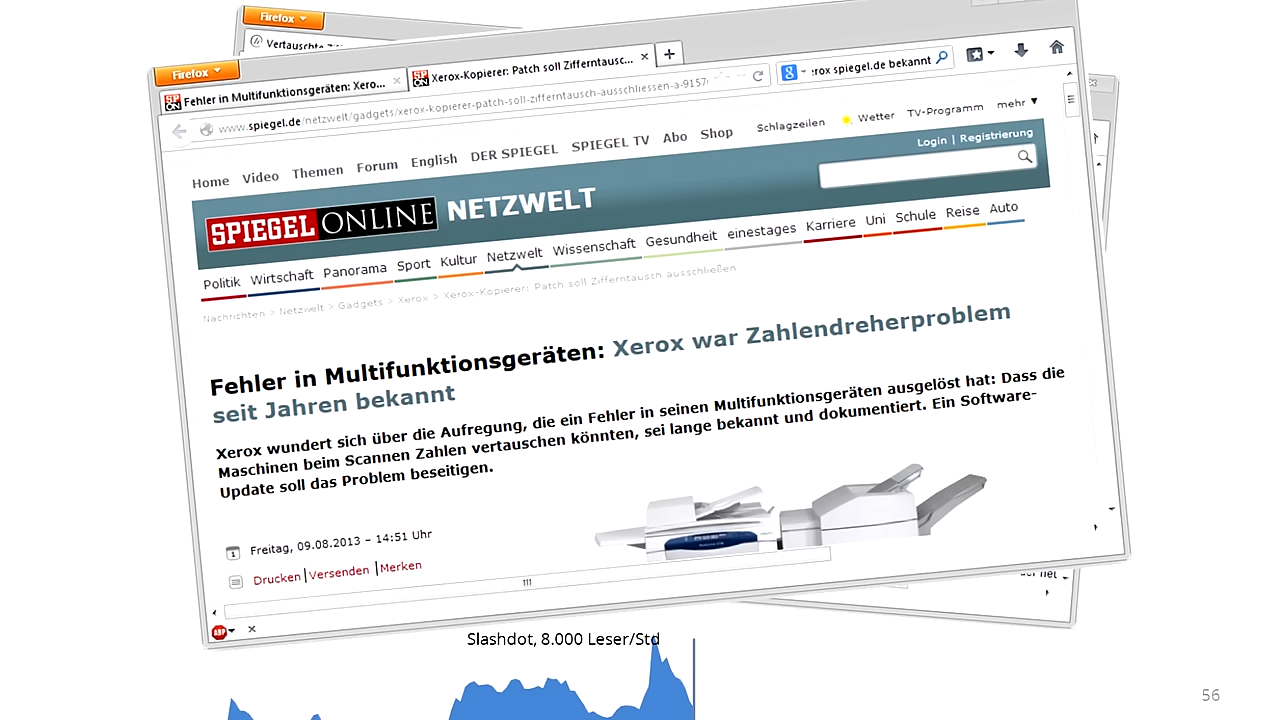 Firefox
Vertauschte
Firefox
Fehler in Multifunktionsgeräten: Xero...
Xerox-Kopierer: Patch soll Zifferntausc...
www.spiegel.de/netzwelt/gadgets/xerox-kopierer-patch-soll-zifferntausch-ausschliessen-a-9157
rox spiegel.de bekannt
Home Video Themen Forum English DER SPIEGEL SPIEGEL TV Abo Shop Schlagzeilen Wetter TV-Programm mehr
Login | Registrierung
SPIEGEL ONLINE NETZWELT
Politik Wirtschaft Panorama Sport Kultur Netzwelt Wissenschaft Gesundheit einestages Karriere Uni Schule Reise Auto
Nachrichten > Netzwelt > Gadgets > Xerox > Xerox-Kopierer: Patch soll Zifferntausch ausschließen
Fehler in Multifunktionsgeräten: Xerox war Zahlendreherproblem
seit Jahren bekannt
Xerox wundert sich über die Aufregung, die ein Fehler in seinen Multifunktionsgeräten ausgelöst hat: Dass die
Maschinen beim Scannen Zahlen vertauschen könnten, sei lange bekannt und dokumentiert. Ein Software-
Update soll das Problem beseitigen.
Freitag, 09.08.2013 – 14:51 Uhr
Drucken | Versenden | Merken
ABP
Slashdot, 8.000 Leser/Std
56